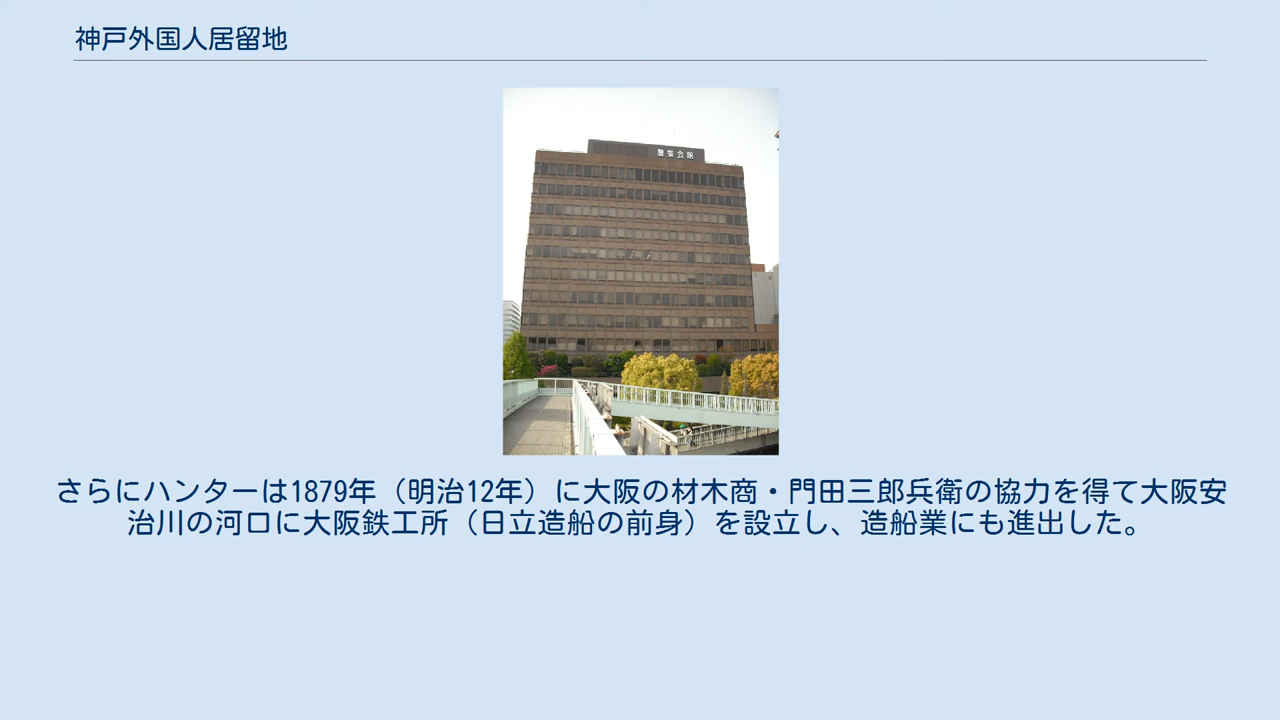 神戸外国人居留地
農業会館
さらにハンターは1879年（明治12年）に大阪の材木商・門田三郎兵衛の協力を得て大阪安
治川の河口に大阪鉄工所（日立造船の前身）を設立し、造船業にも進出した。